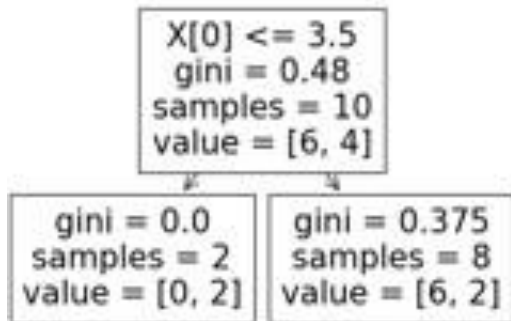 X[0] <= 3.5
gini = 0.48
samples = 10
value = [6, 4]
gini = 0.0
samples = 2
value = [0, 2]
gini = 0.375
samples = 8
value = [6, 2]